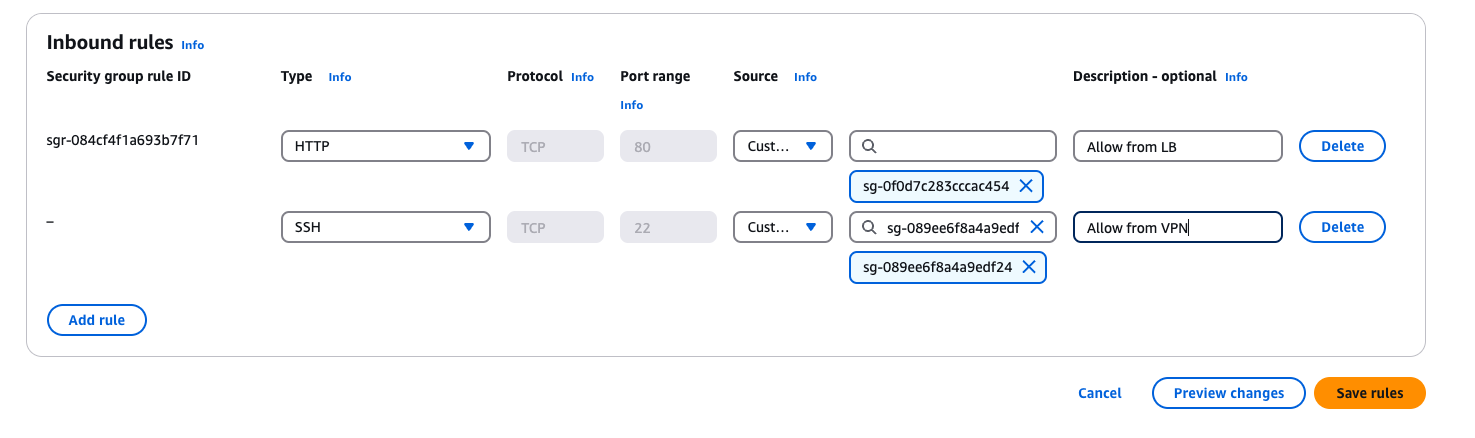 Inbound rules Info
Security group rule ID Type Info Protocol Info Port range Info Source Info Description - optional Info
sgr-084cf4f1a693b7f71 HTTP TCP 80 Cust... Allow from LB Delete
sg-0f0d7c283cccac454
– SSH TCP 22 Cust... sg-089ee6f8a4a9edf Allow from VPN Delete
sg-089ee6f8a4a9edf24
Add rule
Cancel Preview changes Save rules